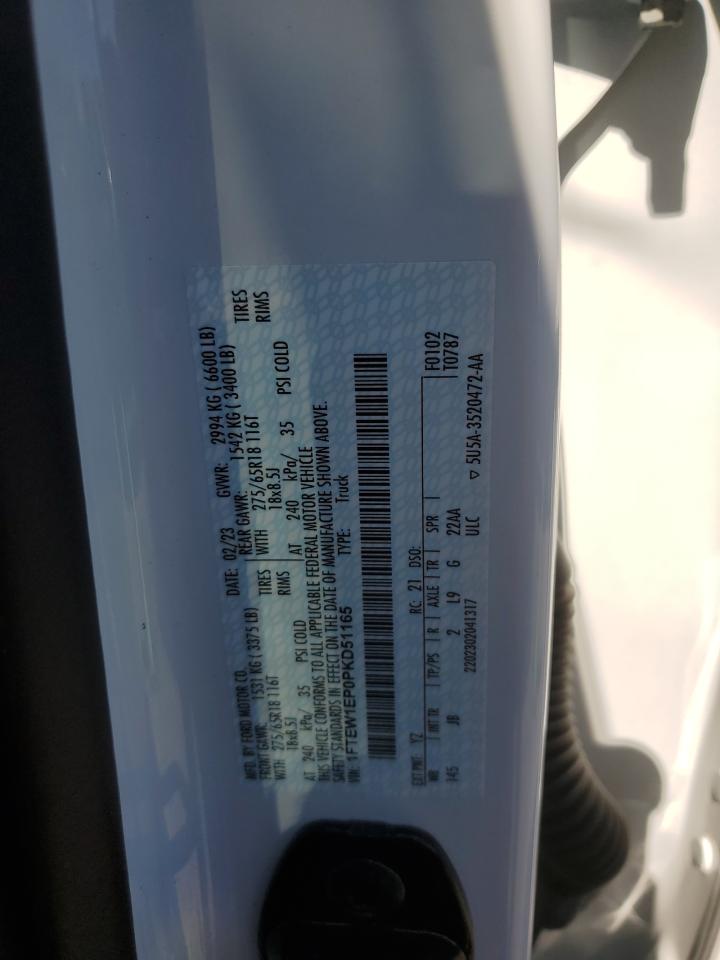 MFD. BY FORD MOTOR CO.
DATE: 02/23 GVWR: 2994 KG ( 6600 LB)
FRONT GAWR: 1531 KG ( 3375 LB) REAR GAWR: 1542 KG ( 3400 LB)
WITH 275/65R18 116T TIRES WITH 275/65R18 116T TIRES
18x8.5J RIMS 18x8.5J RIMS
AT 240 kPa/ 35 PSI COLD AT 240 kPa/ 35 PSI COLD
THIS VEHICLE CONFORMS TO ALL APPLICABLE FEDERAL MOTOR VEHICLE
SAFETY STANDARDS IN EFFECT ON THE DATE OF MANUFACTURE SHOWN ABOVE.
VIN: 1FTEW1EP0PKD51165 TYPE: Truck
EXT PNT: YZ RC: 21 DSO: F0102
WB INT TR TP/PS R AXLE TR SPR T0787
145 JB 2 L9 G 22AA
2202302041317 ULC ▽ 5U5A-3520472-AA